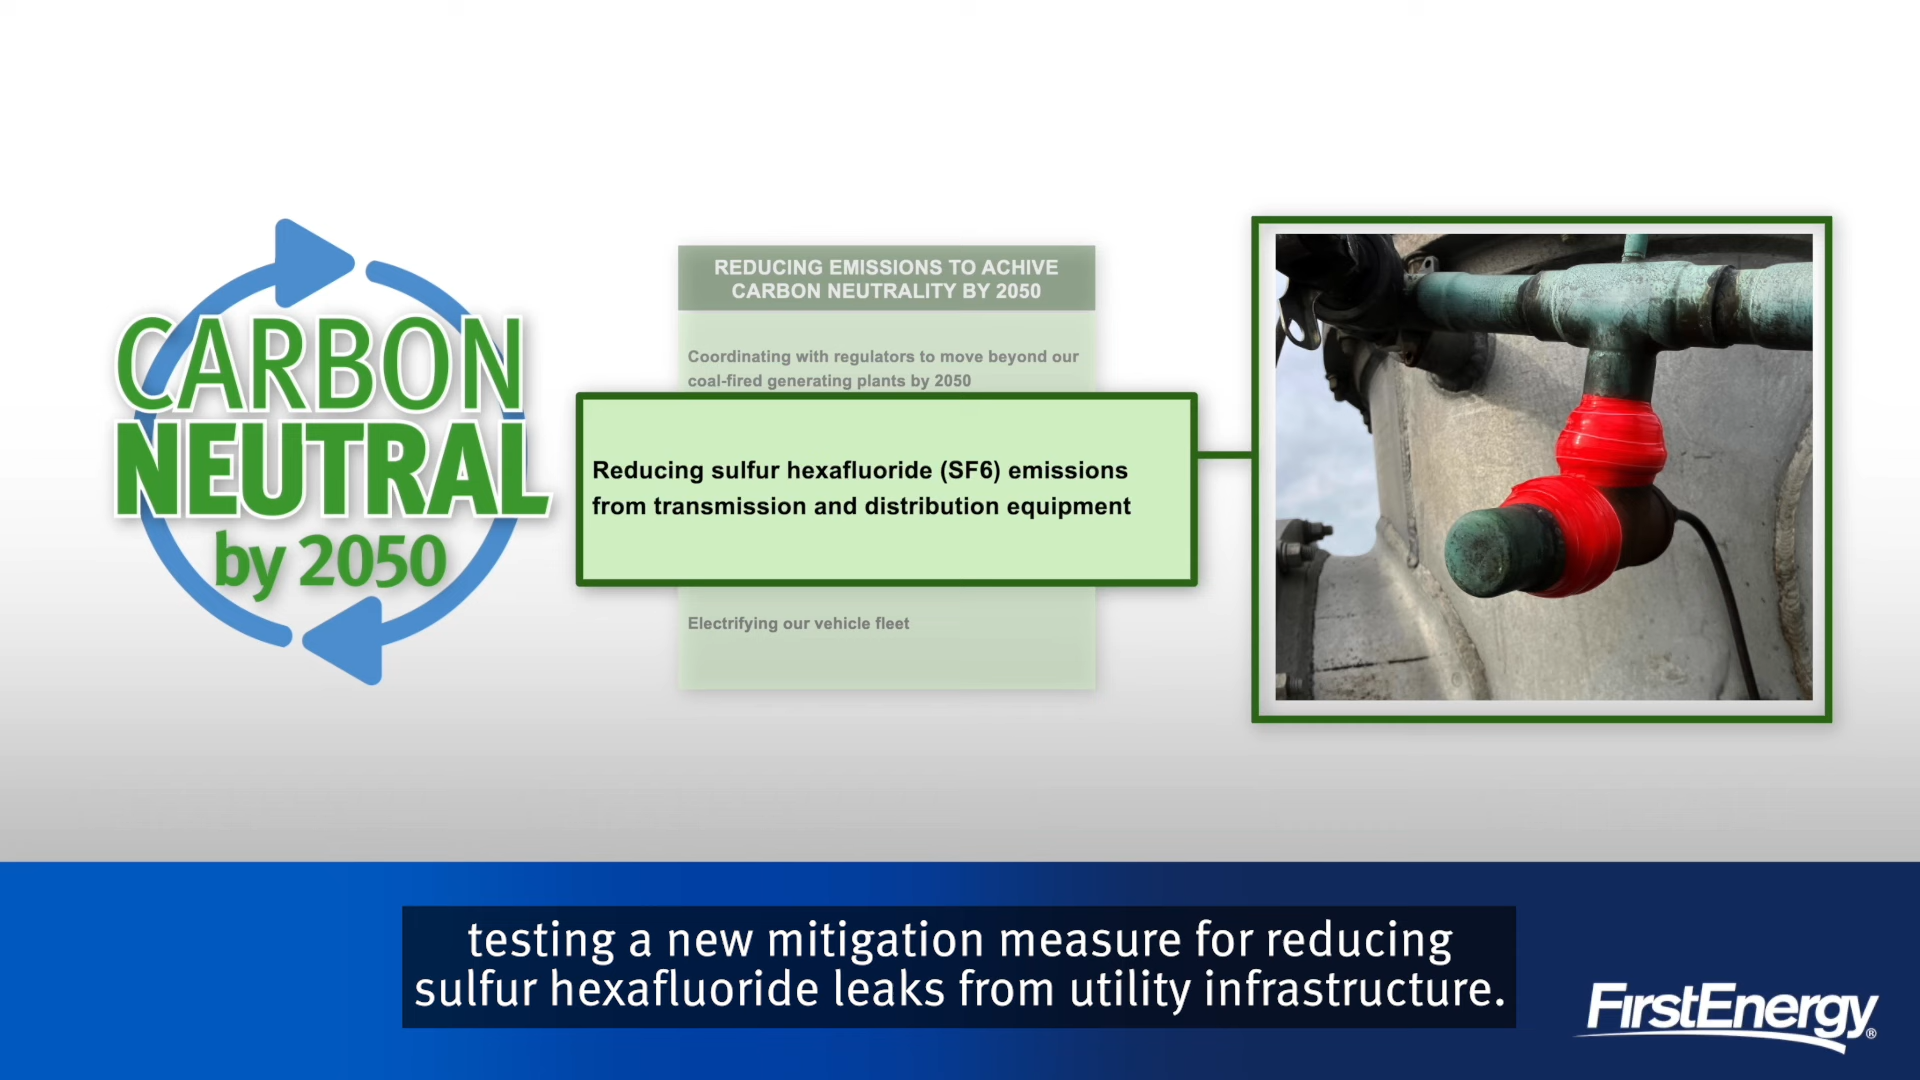 CARBON
NEUTRAL
by 2050
REDUCING EMISSIONS TO ACHIVE
CARBON NEUTRALITY BY 2050
Coordinating with regulators to move beyond our
coal-fired generating plants by 2050
Reducing sulfur hexafluoride (SF6) emissions
from transmission and distribution equipment
Electrifying our vehicle fleet
testing a new mitigation measure for reducing
sulfur hexafluoride leaks from utility infrastructure.
FirstEnergy®